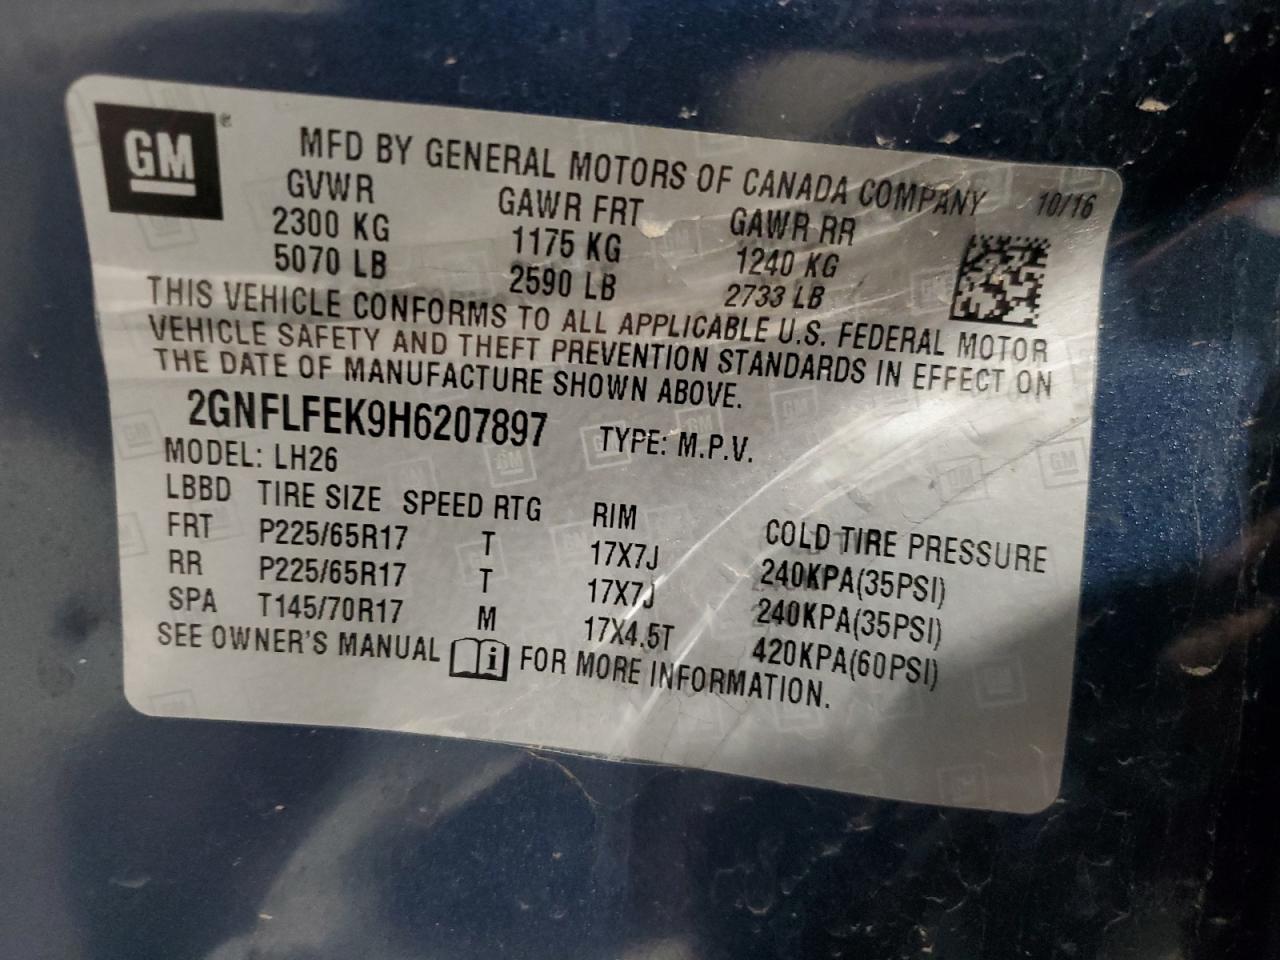 GM®
MFD BY GENERAL MOTORS OF CANADA COMPANY 10/16
GVWR GAWR FRT GAWR RR
2300 KG 1175 KG 1240 KG
5070 LB 2590 LB 2733 LB
THIS VEHICLE CONFORMS TO ALL APPLICABLE U.S. FEDERAL MOTOR
VEHICLE SAFETY AND THEFT PREVENTION STANDARDS IN EFFECT ON
THE DATE OF MANUFACTURE SHOWN ABOVE.
2GNFLFEK9H6207897 TYPE: M.P.V.
MODEL: LH26
LBBD TIRE SIZE SPEED RTG RIM COLD TIRE PRESSURE
FRT P225/65R17 T 17X7J 240KPA(35PSI)
RR P225/65R17 T 17X7J 240KPA(35PSI)
SPA T145/70R17 M 17X4.5T 420KPA(60PSI)
SEE OWNER'S MANUAL i FOR MORE INFORMATION.